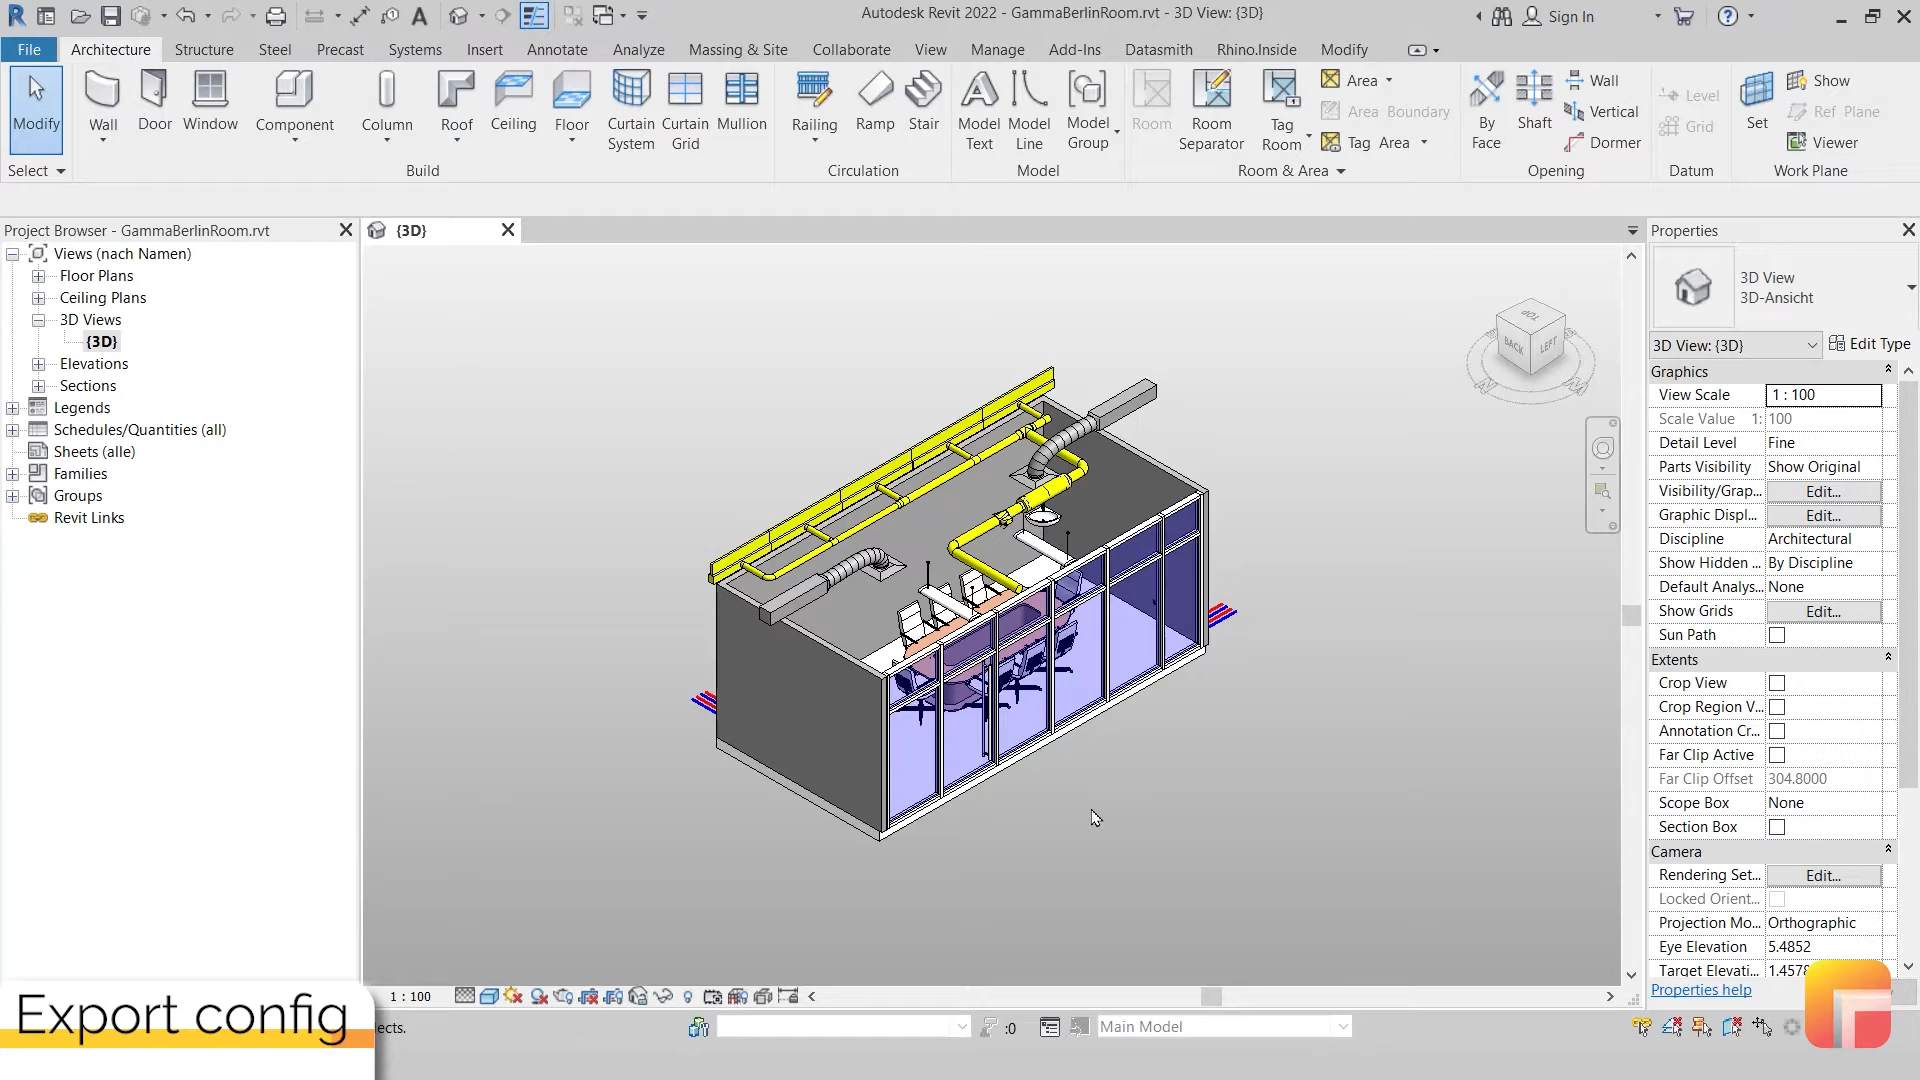 Autodesk Revit 2022 - GammaBerlinRoom.rvt - 3D View: {3D}
Sign In
File Architecture Structure Steel Precast Systems Insert Annotate Analyze Massing & Site Collaborate View Manage Add-Ins Datasmith Rhino.Inside Modify
Modify
Wall
Door
Window
Component
Column
Roof
Ceiling
Floor
Curtain
System
Curtain
Grid
Mullion
Railing
Ramp
Stair
Model
Text
Model
Line
Model
Group
Room
Room
Separator
Tag
Room
Area
Area Boundary
Tag Area
By
Face
Shaft
Wall
Vertical
Dormer
Level
Grid
Set
Show
Ref Plane
Viewer
Select
Build
Circulation
Model
Room & Area
Opening
Datum
Work Plane
Project Browser - GammaBerlinRoom.rvt
Views (nach Namen)
Floor Plans
Ceiling Plans
3D Views
{3D}
Elevations
Sections
Legends
Schedules/Quantities (all)
Sheets (alle)
Families
Groups
Revit Links
{3D}
TOP
BACK
LEFT
Properties
3D View
3D-Ansicht
3D View: {3D}
Edit Type
Graphics
View Scale 1 : 100
Scale Value 1: 100
Detail Level Fine
Parts Visibility Show Original
Visibility/Grap... Edit...
Graphic Displ... Edit...
Discipline Architectural
Show Hidden ... By Discipline
Default Analys... None
Show Grids Edit...
Sun Path
Extents
Crop View
Crop Region V...
Annotation Cr...
Far Clip Active
Far Clip Offset 304.8000
Scope Box None
Section Box
Camera
Rendering Set... Edit...
Locked Orient...
Projection Mo... Orthographic
Eye Elevation 5.4852
Target Elevati... 1.4578
Properties help
1 : 100
Export config
ects.
:0
Main Model